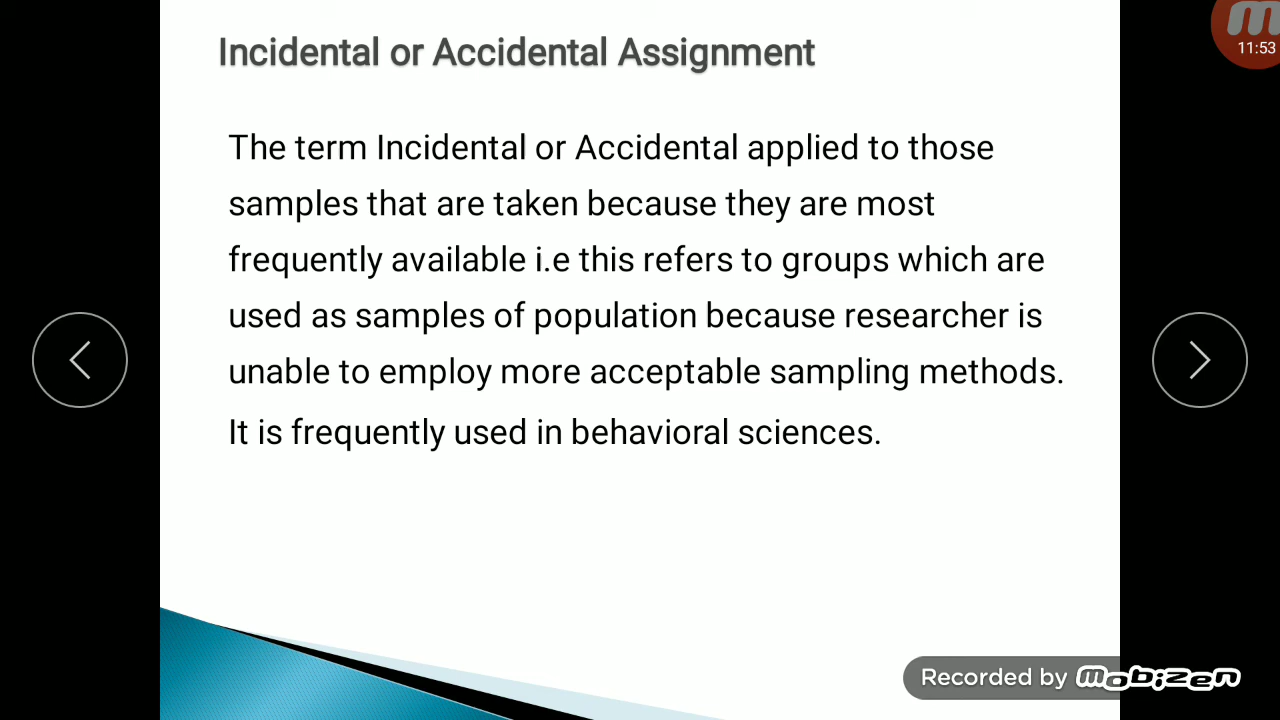 Incidental or Accidental Assignment
11:53
The term Incidental or Accidental applied to those
samples that are taken because they are most
frequently available i.e this refers to groups which are
used as samples of population because researcher is
unable to employ more acceptable sampling methods.
It is frequently used in behavioral sciences.
Recorded by mobizen